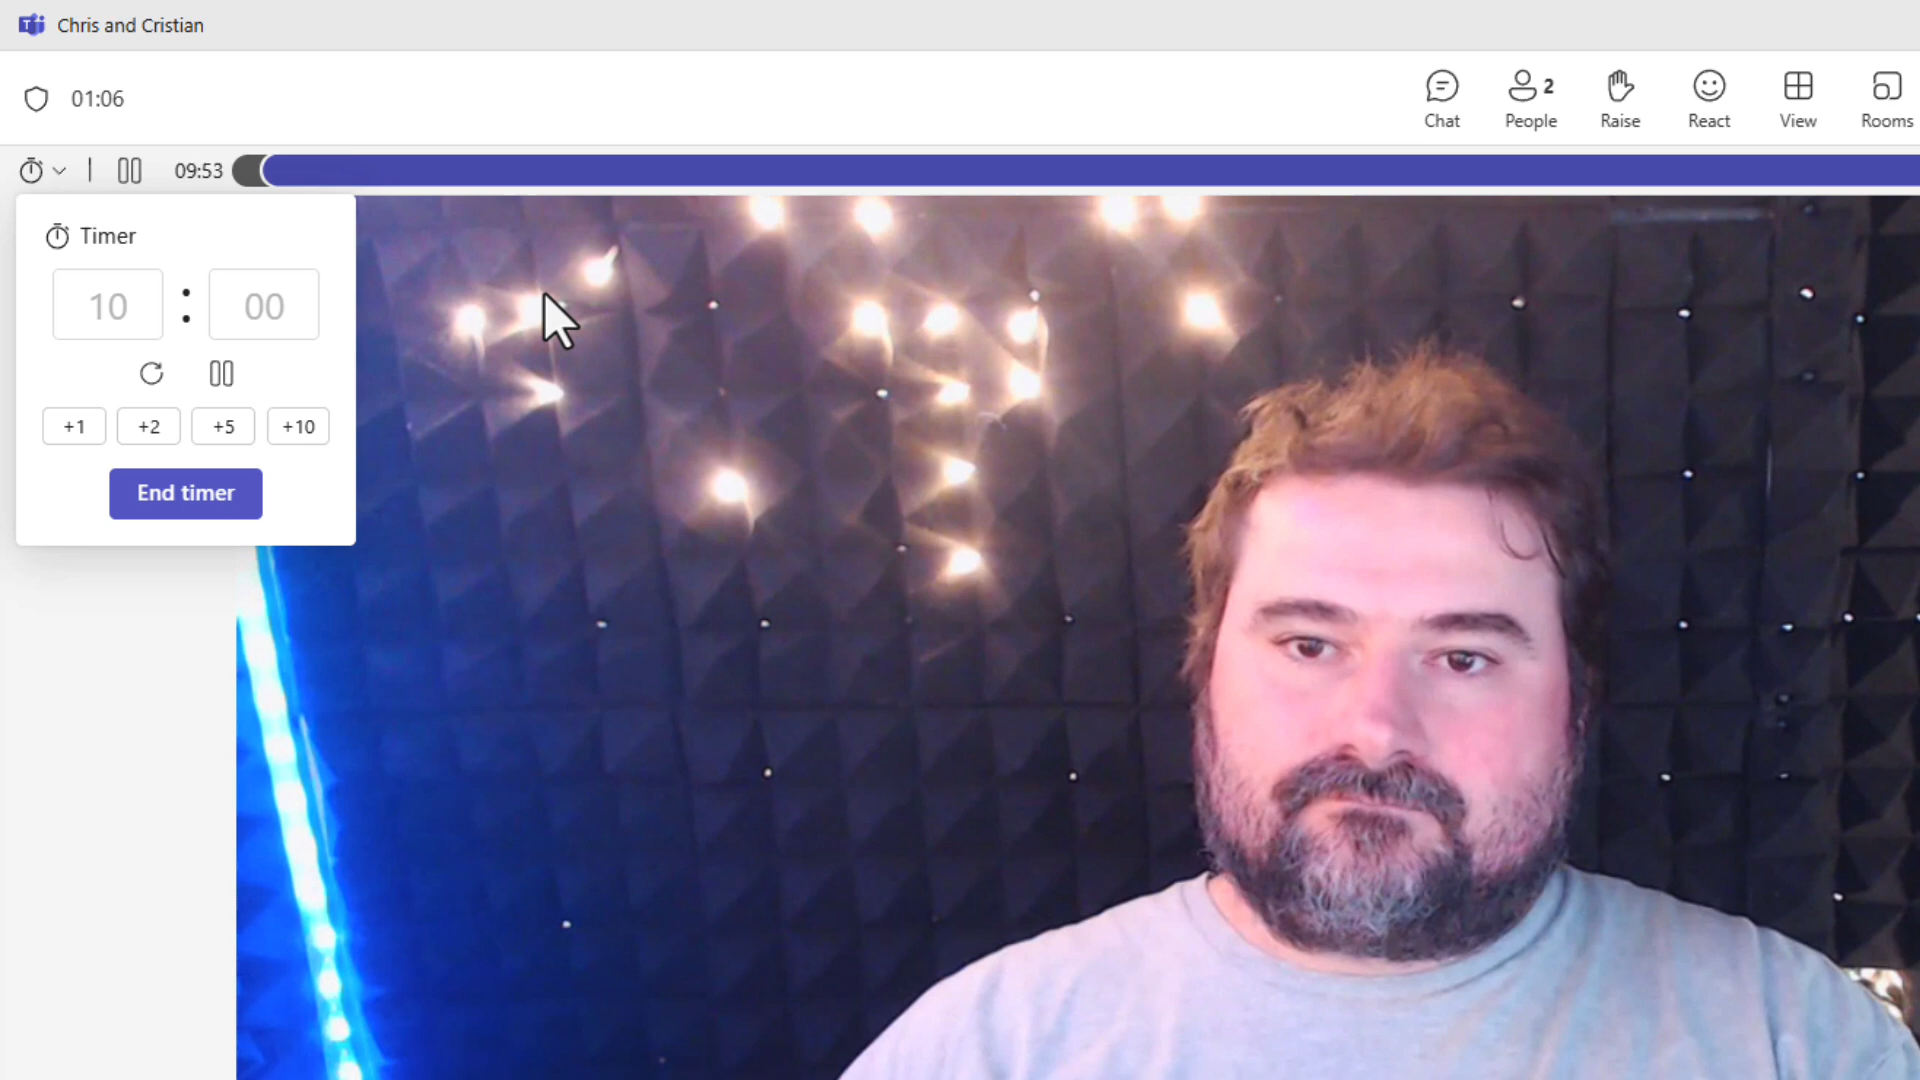 Chris and Cristian
01:06
Chat
People 2
Raise
React
View
Rooms
09:53
Timer
10 : 00
+1 +2 +5 +10
End timer